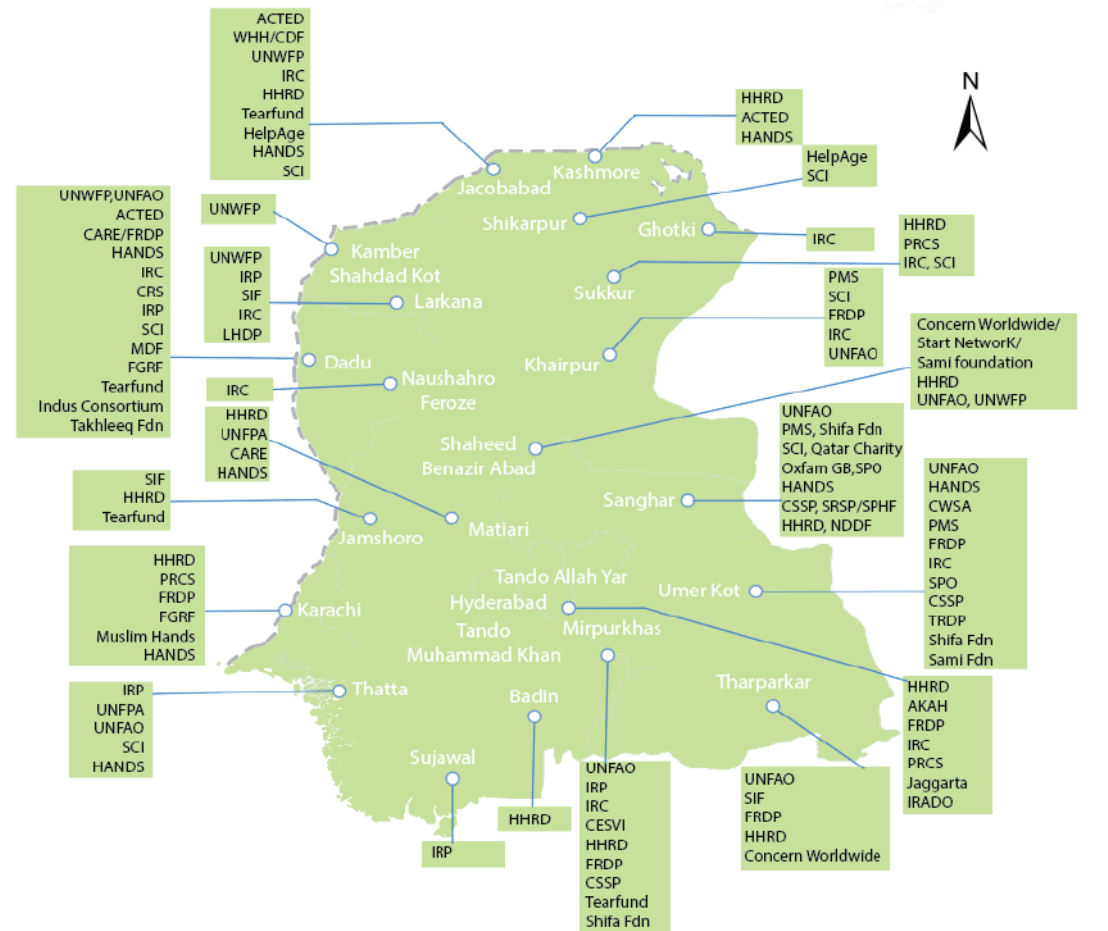 ACTED
WHH/CDF
UNWFP
IRC
HHRD
Tearfund
HelpAge
HANDS
SCI
N
HHRD
ACTED
HANDS
HelpAge
SCI
Jacobabad
Kashmore
Shikarpur
Ghotki
IRC
HHRD
PRCS
IRC, SCI
Sukkur
UNWFP,UNFAO
ACTED
CARE/FRDP
HANDS
IRC
CRS
IRP
SCI
MDF
FGRF
Tearfund
Indus Consortium
Takhleeq Fdn
UNWFP
Kamber
Shahdad Kot
UNWFP
IRP
SIF
IRC
LHDP
Larkana
Dadu
PMS
SCI
FRDP
IRC
UNFAO
Khairpur
Concern Worldwide/
Start NetworK/
Sami foundation
HHRD
UNFAO, UNWFP
IRC
Naushahro
Feroze
HHRD
UNFPA
CARE
HANDS
Shaheed
Benazir Abad
UNFAO
PMS, Shifa Fdn
SCI, Qatar Charity
Oxfam GB,SPO
HANDS
CSSP, SRSP/SPHF
HHRD, NDDF
Sanghar
UNFAO
HANDS
CWSA
PMS
FRDP
IRC
SPO
CSSP
TRDP
Shifa Fdn
Sami Fdn
SIF
HHRD
Tearfund
Jamshoro
Matiari
HHRD
PRCS
FRDP
FGRF
Muslim Hands
HANDS
Karachi
Tando Allah Yar
Hyderabad
Mirpurkhas
Tando
Muhammad Khan
Umer Kot
IRP
UNFPA
UNFAO
SCI
HANDS
Thatta
Badin
Tharparkar
Sujawal
HHRD
AKAH
FRDP
IRC
PRCS
Jaggarta
IRADO
IRP
HHRD
UNFAO
IRP
IRC
CESVI
HHRD
FRDP
CSSP
Tearfund
Shifa Fdn
UNFAO
SIF
FRDP
HHRD
Concern Worldwide